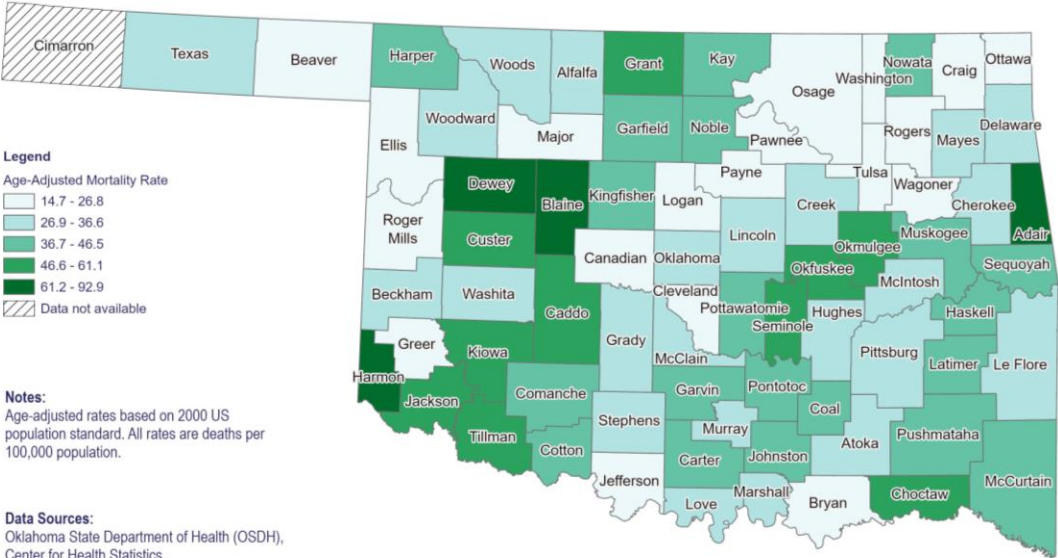 Cimarron
Texas
Beaver
Harper
Woods
Alfalfa
Grant
Kay
Osage
Washington
Nowata
Craig
Ottawa
Woodward
Ellis
Major
Garfield
Noble
Pawnee
Rogers
Mayes
Delaware
Legend
Age-Adjusted Mortality Rate
14.7 - 26.8
26.9 - 36.6
36.7 - 46.5
46.6 - 61.1
61.2 - 92.9
Data not available
Dewey
Blaine
Kingfisher
Logan
Payne
Creek
Tulsa
Wagoner
Cherokee
Adair
Roger
Mills
Custer
Canadian
Oklahoma
Lincoln
Okmulgee
Muskogee
Sequoyah
Okfuskee
McIntosh
Beckham
Washita
Caddo
Cleveland
Pottawatomie
Seminole
Hughes
Haskell
Greer
Kiowa
Grady
McClain
Pittsburg
Latimer
Le Flore
Harmon
Jackson
Comanche
Garvin
Pontotoc
Coal
Tillman
Cotton
Stephens
Murray
Carter
Johnston
Atoka
Pushmataha
McCurtain
Jefferson
Love
Marshall
Bryan
Choctaw
Notes:
Age-adjusted rates based on 2000 US
population standard. All rates are deaths per
100,000 population.
Data Sources:
Oklahoma State Department of Health (OSDH),
Center for Health Statistics